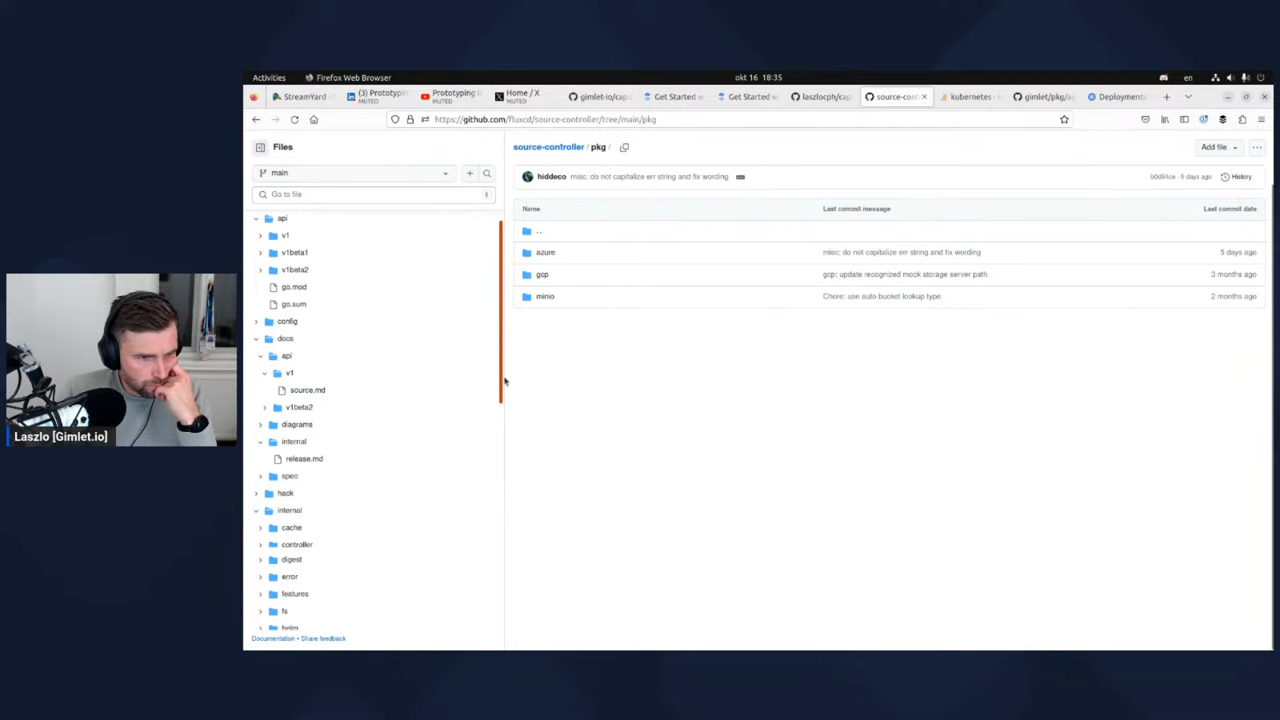 Activities Firefox Web Browser okt 16 18:35 en
StreamYard (3) Prototypin MUTED Prototyping MUTED Home / X MUTED gimlet-io/cap Get Started w Get Started w laszlocph/cap source-con kubernetes - gimlet/pkg/a Deployments
https://github.com/fluxcd/source-controller/tree/main/pkg
Files
main
Go to file t
api
v1
v1beta1
v1beta2
go.mod
go.sum
config
docs
api
v1
source.md
v1beta2
diagrams
internal
release.md
spec
hack
internal
cache
controller
digest
error
features
fs
helm
Documentation • Share feedback
source-controller / pkg /
Add file
hiddeco misc: do not capitalize err string and fix wording · 5 days ago History
Name Last commit message Last commit date
..
azure misc: do not capitalize err string and fix wording 5 days ago
gcp gcp: update recognized mock storage server path 3 months ago
minio Chore: use auto bucket lookup type 2 months ago
Laszlo [Gimlet.io]